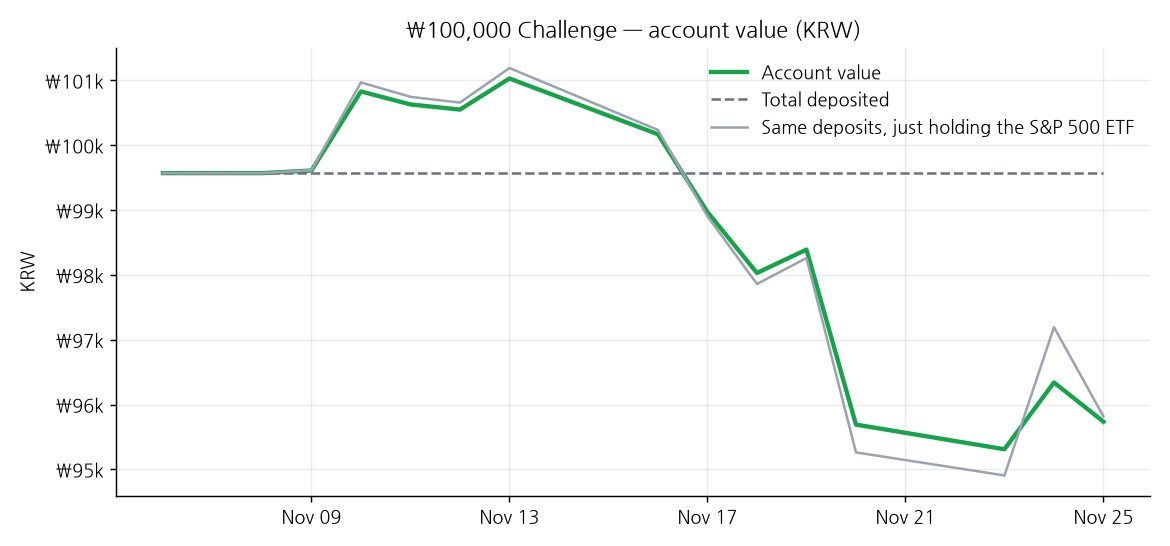 ₩100,000 Challenge — account value (KRW)
Account value
Total deposited
Same deposits, just holding the S&P 500 ETF
₩101k
₩100k
₩99k
₩98k
₩97k
₩96k
₩95k
KRW
Nov 09
Nov 13
Nov 17
Nov 21
Nov 25